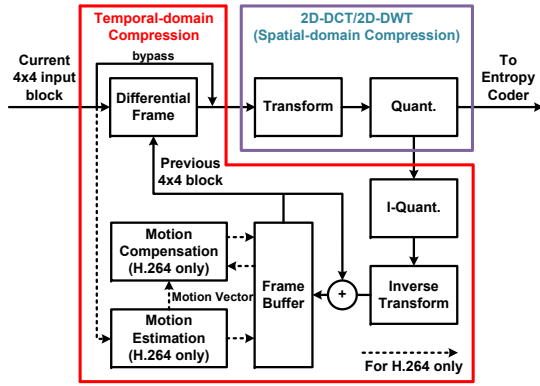 Temporal-domain
Compression
2D-DCT/2D-DWT
(Spatial-domain Compression)
Current
4x4 input
block
bypass
Differential
Frame
Transform
Quant.
To
Entropy
Coder
Previous
4x4 block
I-Quant.
Motion
Compensation
(H.264 only)
Frame
Buffer
+
Inverse
Transform
Motion Vector
Motion
Estimation
(H.264 only)
For H.264 only